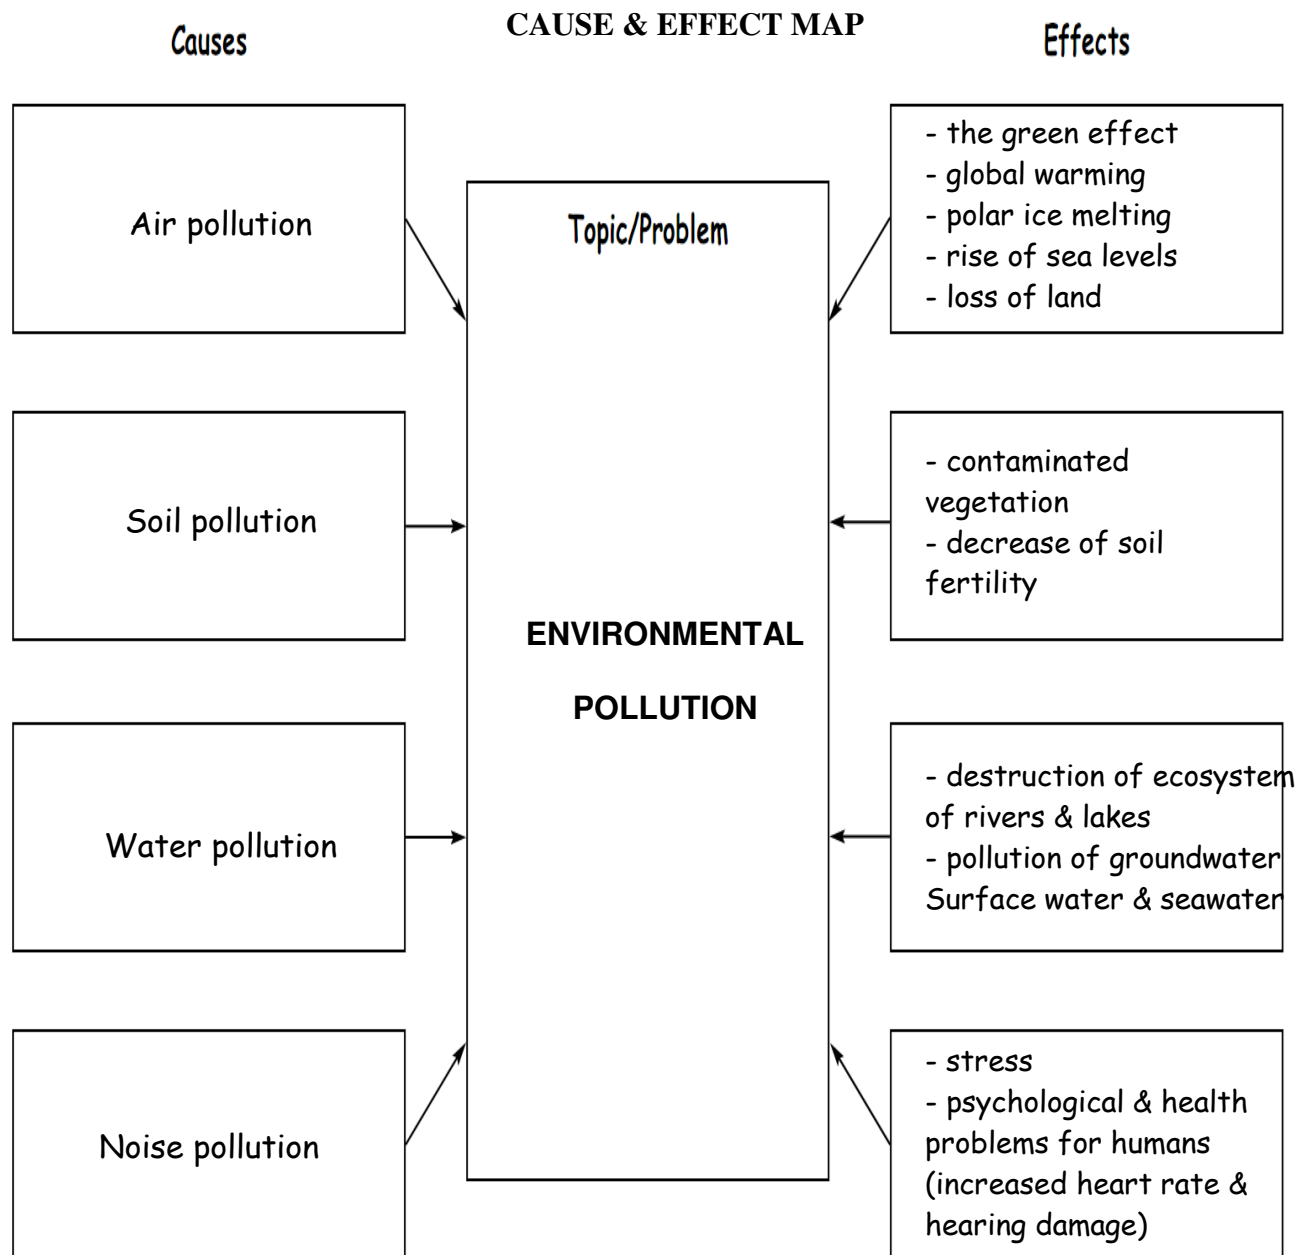 CAUSE & EFFECT MAP
Causes
Effects
Air pollution
Topic/Problem
- the green effect
- global warming
- polar ice melting
- rise of sea levels
- loss of land
Soil pollution
- contaminated
vegetation
- decrease of soil
fertility
ENVIRONMENTAL
POLLUTION
Water pollution
- destruction of ecosystem
of rivers & lakes
- pollution of groundwater
Surface water & seawater
Noise pollution
- stress
- psychological & health
problems for humans
(increased heart rate &
hearing damage)